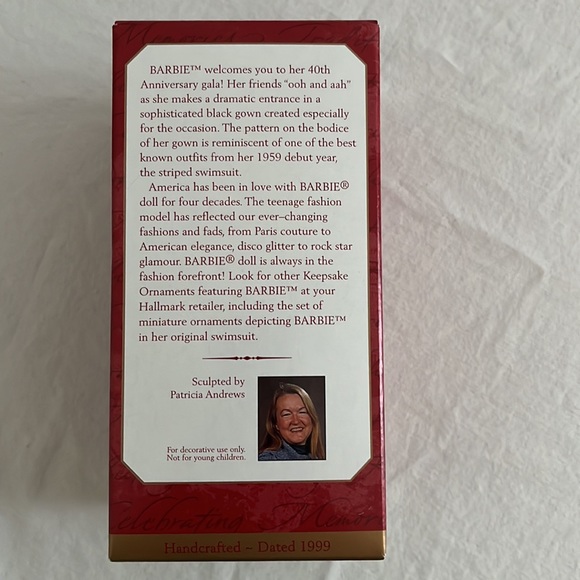 BARBIE™ welcomes you to her 40th
Anniversary gala! Her friends "ooh and aah"
as she makes a dramatic entrance in a
sophisticated black gown created especially
for the occasion. The pattern on the bodice
of her gown is reminiscent of one of the best
known outfits from her 1959 debut year,
the striped swimsuit.
America has been in love with BARBIE®
doll for four decades. The teenage fashion
model has reflected our ever–changing
fashions and fads, from Paris couture to
American elegance, disco glitter to rock star
glamour. BARBIE® doll is always in the
fashion forefront! Look for other Keepsake
Ornaments featuring BARBIE™ at your
Hallmark retailer, including the set of
miniature ornaments depicting BARBIE™
in her original swimsuit.
Sculpted by
Patricia Andrews
For decorative use only.
Not for young children.
Celebrating Memor
Handcrafted – Dated 1999